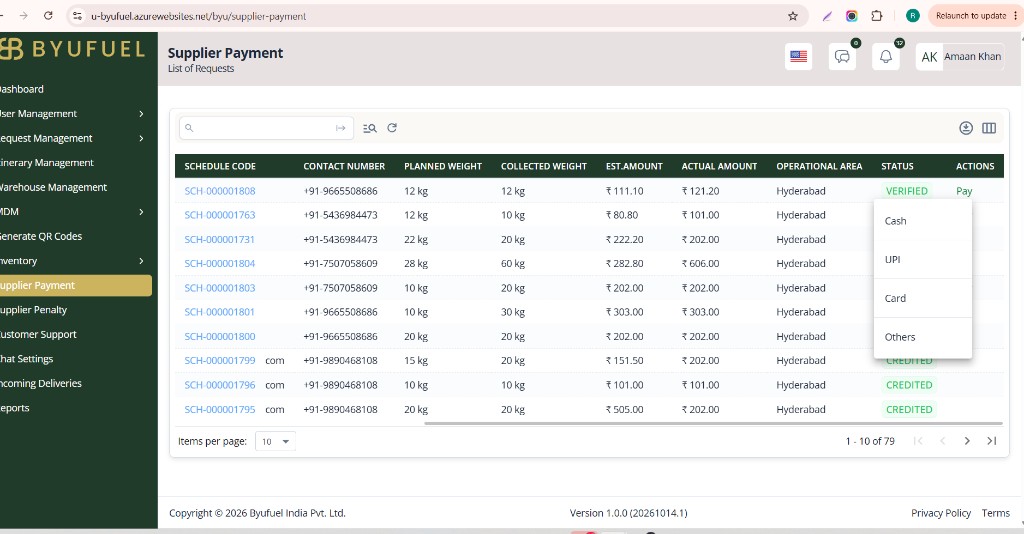 u-byufuel.azurewebsites.net/byu/supplier-payment
R
Relaunch to update
BYUFUEL
Supplier Payment
List of Requests
0
12
AK
Amaan Khan
ashboard
ser Management
equest Management
tinerary Management
Warehouse Management
MDM
enerate QR Codes
nventory
upplier Payment
upplier Penalty
ustomer Support
hat Settings
ncoming Deliveries
eports
SCHEDULE CODE CONTACT NUMBER PLANNED WEIGHT COLLECTED WEIGHT EST.AMOUNT ACTUAL AMOUNT OPERATIONAL AREA STATUS ACTIONS
SCH-000001808 +91-9665508686 12 kg 12 kg ₹ 111.10 ₹ 121.20 Hyderabad VERIFIED Pay
SCH-000001763 +91-5436984473 12 kg 10 kg ₹ 80.80 ₹ 101.00 Hyderabad
SCH-000001731 +91-5436984473 22 kg 20 kg ₹ 222.20 ₹ 202.00 Hyderabad
SCH-000001804 +91-7507058609 28 kg 60 kg ₹ 282.80 ₹ 606.00 Hyderabad
SCH-000001803 +91-7507058609 10 kg 20 kg ₹ 202.00 ₹ 202.00 Hyderabad
SCH-000001801 +91-9665508686 10 kg 30 kg ₹ 303.00 ₹ 303.00 Hyderabad
SCH-000001800 +91-9665508686 20 kg 20 kg ₹ 202.00 ₹ 202.00 Hyderabad
SCH-000001799 com +91-9890468108 15 kg 20 kg ₹ 151.50 ₹ 202.00 Hyderabad CREDITED
SCH-000001796 com +91-9890468108 10 kg 10 kg ₹ 101.00 ₹ 101.00 Hyderabad CREDITED
SCH-000001795 com +91-9890468108 20 kg 20 kg ₹ 505.00 ₹ 202.00 Hyderabad CREDITED
Cash
UPI
Card
Others
Items per page: 10
1 - 10 of 79
Copyright © 2026 Byufuel India Pvt. Ltd.
Version 1.0.0 (20261014.1)
Privacy Policy
Terms